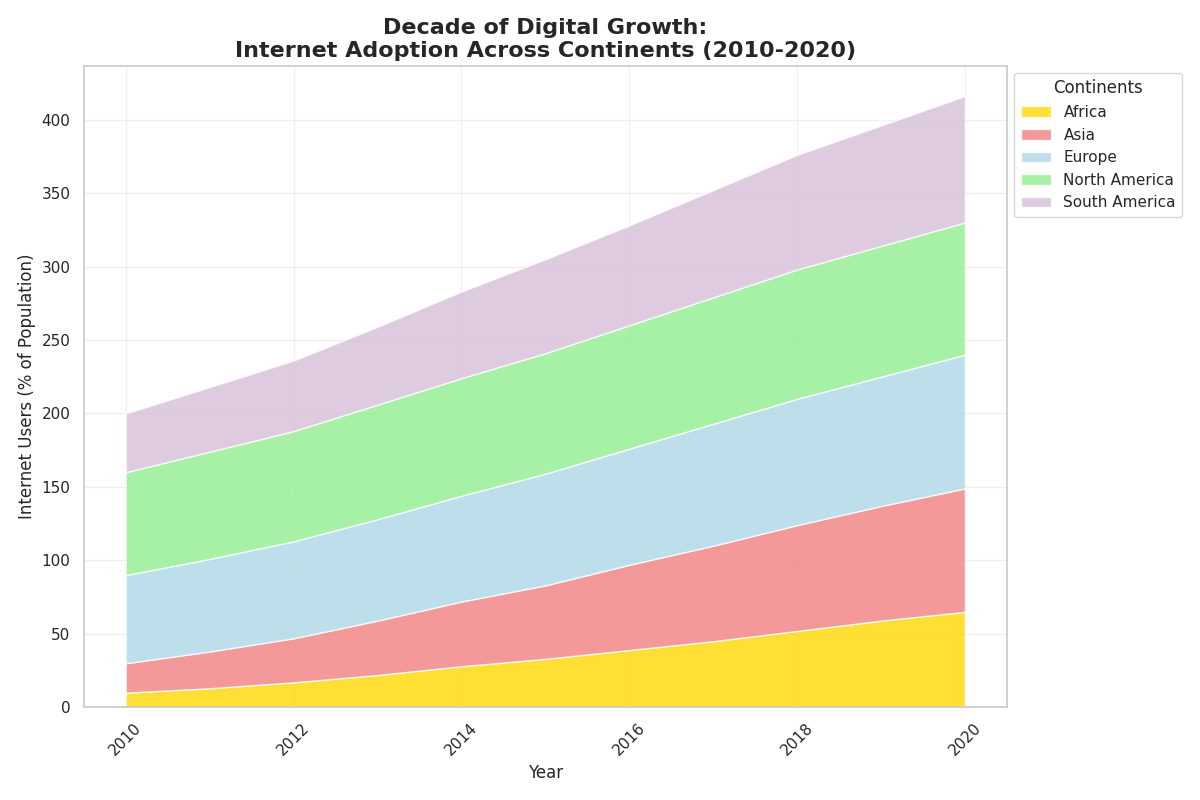 Decade of Digital Growth:
Internet Adoption Across Continents (2010-2020)
Continents
Africa
Asia
Europe
North America
South America
Internet Users (% of Population)
400
350
300
250
200
150
100
50
0
2010
2012
2014
2016
2018
2020
Year